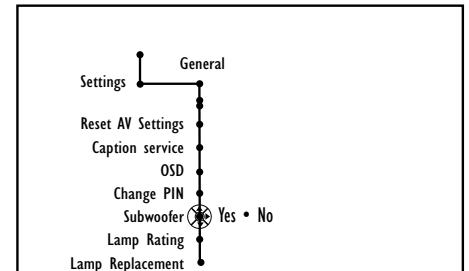 General
Settings
Reset AV Settings
Caption service
OSD
Change PIN
Subwoofer Yes • No
Lamp Rating
Lamp Replacement